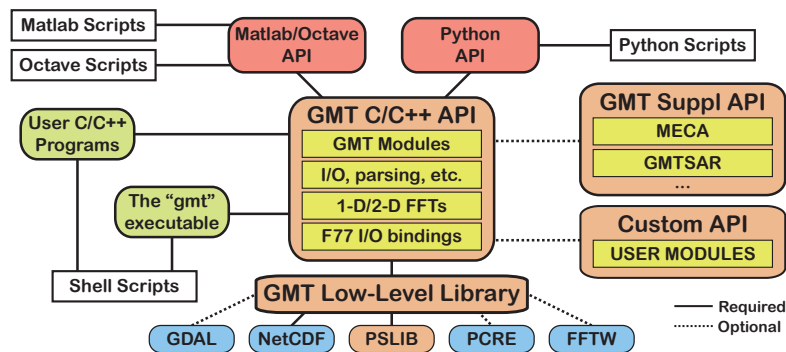 Matlab Scripts
Octave Scripts
Matlab/Octave
API
Python
API
Python Scripts
User C/C++
Programs
The “gmt”
executable
Shell Scripts
GMT C/C++ API
GMT Modules
I/O, parsing, etc.
1-D/2-D FFTs
F77 I/O bindings
GMT Suppl API
MECA
GMTSAR
...
Custom API
USER MODULES
GMT Low-Level Library
GDAL
NetCDF
PSLIB
PCRE
FFTW
Required
Optional